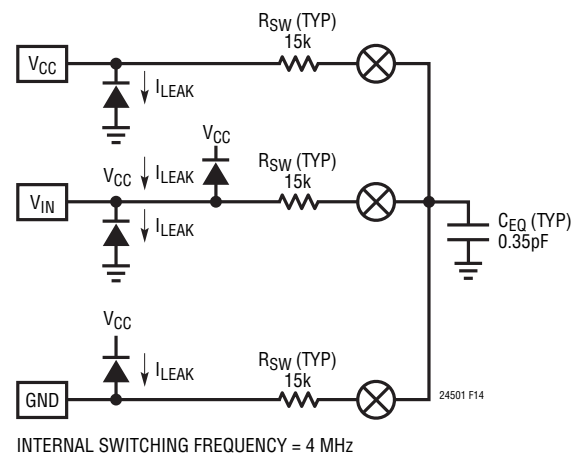 RSW (TYP)
15k
VCC
ILEAK
VCC
VCC
ILEAK
RSW (TYP)
15k
VIN
ILEAK
CEQ (TYP)
0.35pF
VCC
ILEAK
RSW (TYP)
15k
GND
24501 F14
INTERNAL SWITCHING FREQUENCY = 4 MHz